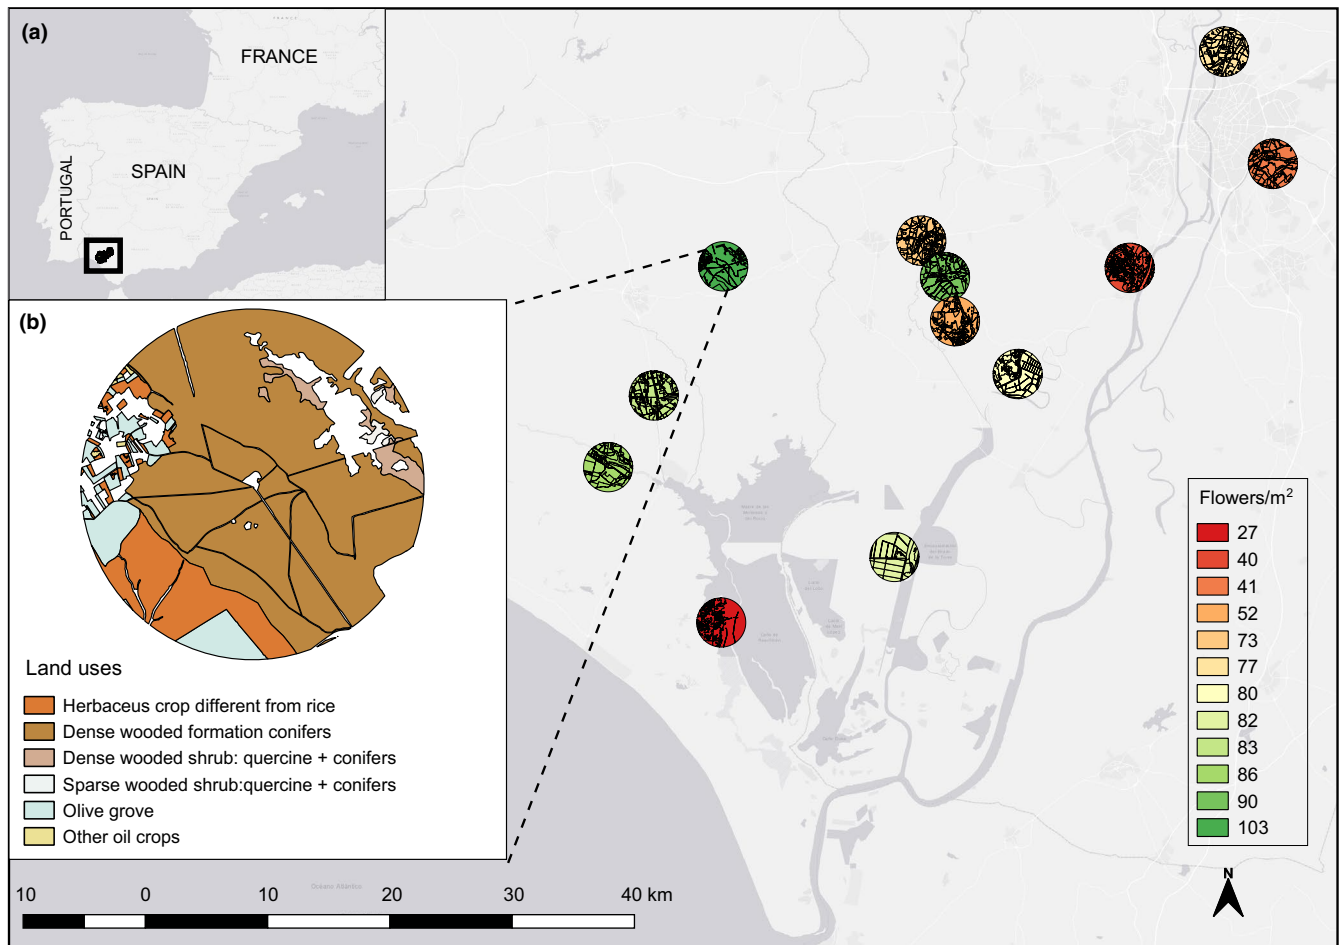 (a)
FRANCE
PORTUGAL
SPAIN
(b)
Land uses
Herbaceus crop different from rice
Dense wooded formation conifers
Dense wooded shrub: quercine + conifers
Sparse wooded shrub:quercine + conifers
Olive grove
Other oil crops
Flowers/m²
27
40
41
52
73
77
80
82
83
86
90
103
N
Océano Atlántico
10 0 10 20 30 40 km